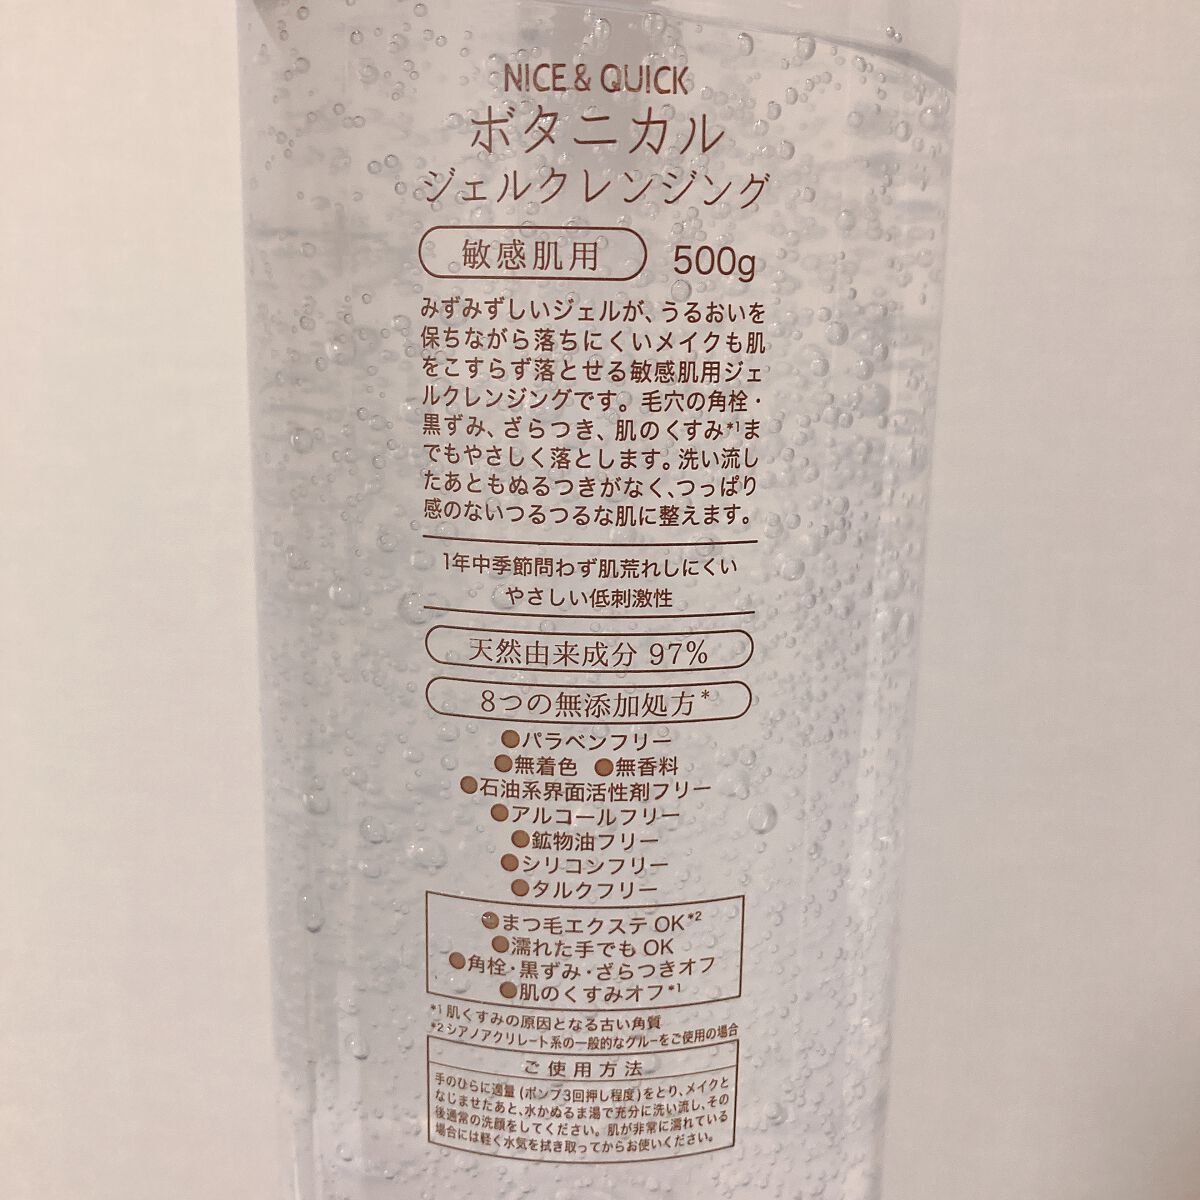 NICE & QUICK
ボタニカル
ジェルクレンジング
敏感肌用 500g
みずみずしいジェルが、うるおいを
保ちながら落ちにくいメイクも肌
をこすらず落とせる敏感肌用ジェ
ルクレンジングです。毛穴の角栓・
黒ずみ、ざらつき、肌のくすみ*1ま
でもやさしく落とします。洗い流し
たあともぬるつきがなく、つっぱり
感のないつるつるな肌に整えます。
1年中季節問わず肌荒れしにくい
やさしい低刺激性
天然由来成分 97%
8つの無添加処方*
●パラベンフリー
●無着色 ●無香料
●石油系界面活性剤フリー
●アルコールフリー
●鉱物油フリー
●シリコンフリー
●タルクフリー
●まつ毛エクステ OK*2
●濡れた手でも OK
●角栓・黒ずみ・ざらつきオフ
●肌のくすみオフ*1
*1 肌くすみの原因となる古い角質
*2 シアノアクリレート系の一般的なグルーをご使用の場合
ご使用方法
手のひらに適量(ポンプ3回押し程度)をとり、メイクと
なじませたあと、水かぬるま湯で充分に洗い流し、その
後通常の洗顔をしてください。肌が非常に濡れている
場合には軽く水気を拭き取ってからお使いください。